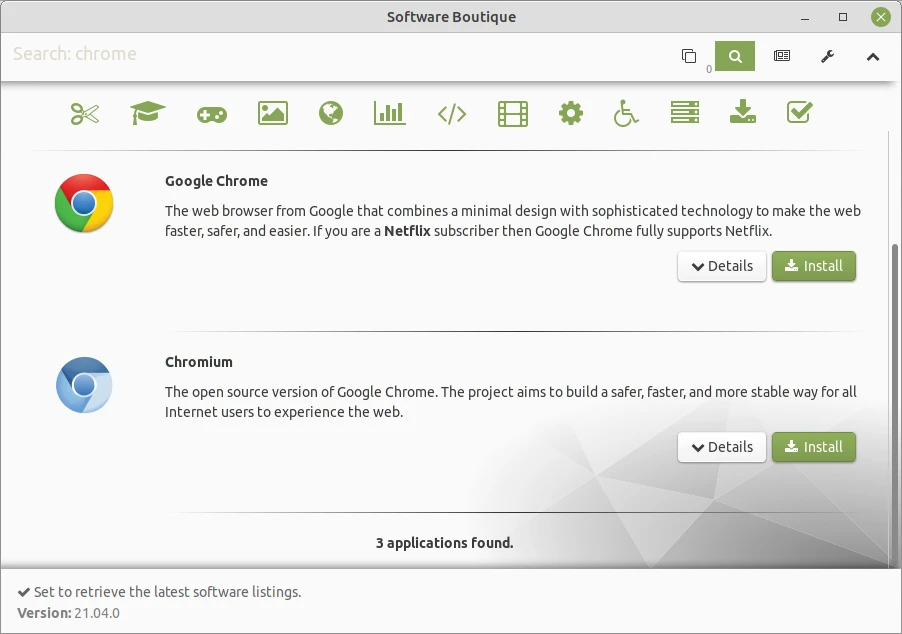 Software Boutique
Search: chrome
0
Google Chrome
The web browser from Google that combines a minimal design with sophisticated technology to make the web
faster, safer, and easier. If you are a Netflix subscriber then Google Chrome fully supports Netflix.
Details
Install
Chromium
The open source version of Google Chrome. The project aims to build a safer, faster, and more stable way for all
Internet users to experience the web.
Details
Install
3 applications found.
Set to retrieve the latest software listings.
Version: 21.04.0